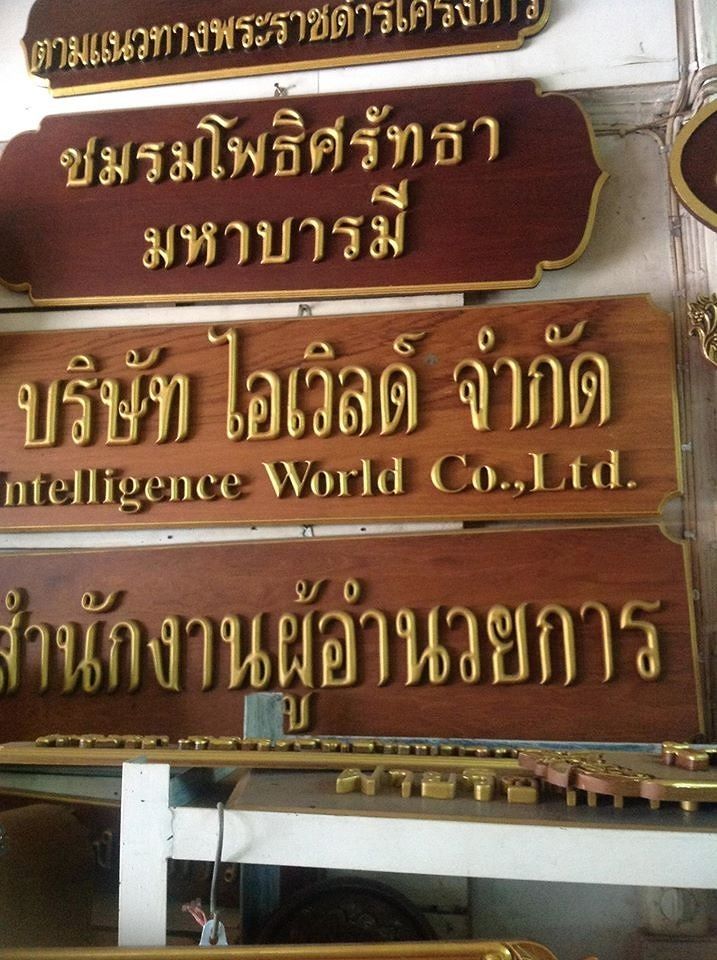 ตามแนวทางพระราชดำริโครงการ
ชมรมโพธิศรัทธา
มหาบารมี
บริษัท ไอเวิลด์ จำกัด
Intelligence World Co.,Ltd.
สำนักงานผู้อำนวยการ